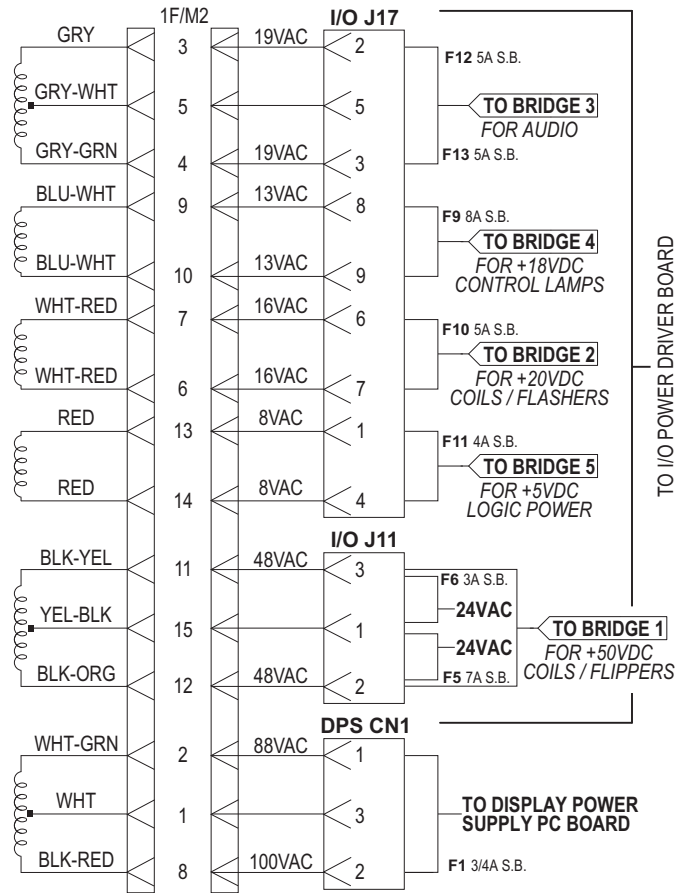 1F/M2
I/O J17
GRY 3 19VAC 2
F12 5A S.B.
GRY-WHT 5 5
TO BRIDGE 3
FOR AUDIO
GRY-GRN 4 19VAC 3
F13 5A S.B.
BLU-WHT 9 13VAC 8
F9 8A S.B.
TO BRIDGE 4
FOR +18VDC
CONTROL LAMPS
BLU-WHT 10 13VAC 9
WHT-RED 7 16VAC 6
F10 5A S.B.
TO BRIDGE 2
FOR +20VDC
COILS / FLASHERS
WHT-RED 6 16VAC 7
RED 13 8VAC 1
F11 4A S.B.
TO BRIDGE 5
FOR +5VDC
LOGIC POWER
RED 14 8VAC 4
I/O J11
BLK-YEL 11 48VAC 3
F6 3A S.B.
24VAC
YEL-BLK 15 1
TO BRIDGE 1
FOR +50VDC
COILS / FLIPPERS
24VAC
BLK-ORG 12 48VAC 2
F5 7A S.B.
TO I/O POWER DRIVER BOARD
DPS CN1
WHT-GRN 2 88VAC 1
WHT 1 3
TO DISPLAY POWER
SUPPLY PC BOARD
BLK-RED 8 100VAC 2
F1 3/4A S.B.